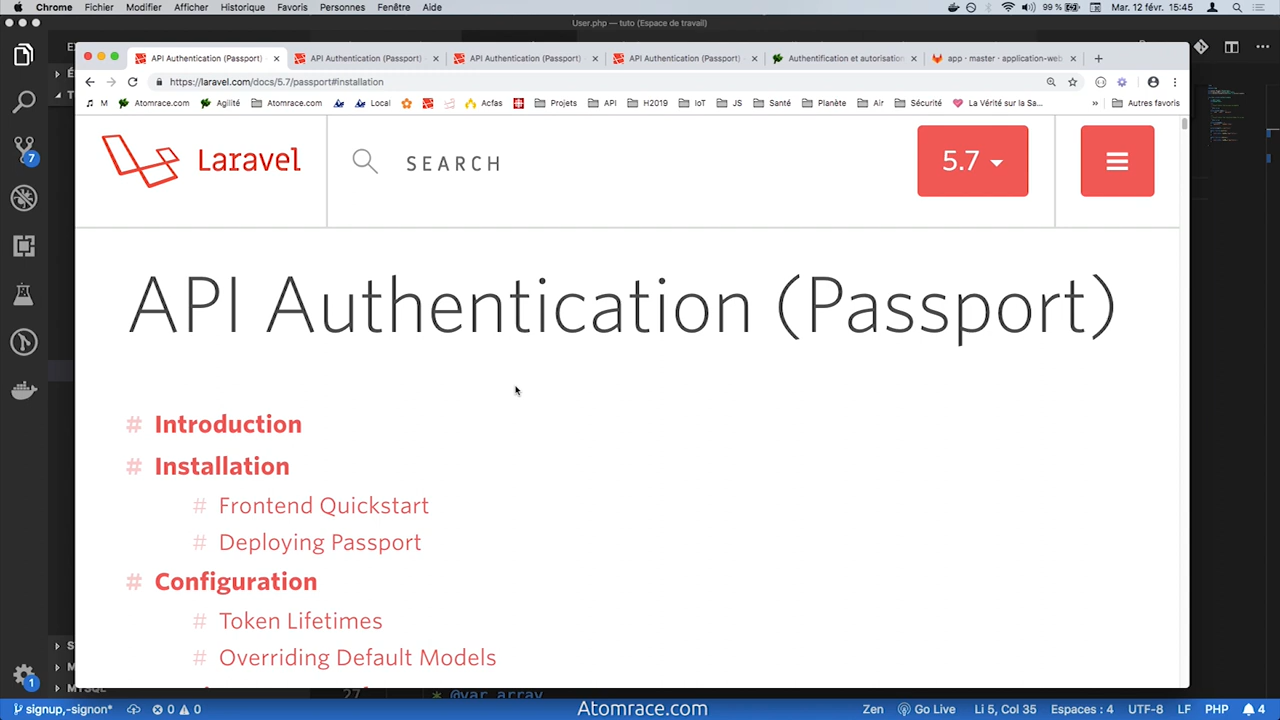 Chrome Fichier Modifier Afficher Historique Favoris Personnes Fenêtre Aide 99 % Mar. 12 févr. 15:45
User.php — tuto (Espace de travail)
API Authentication (Passport) API Authentication (Passport) API Authentication (Passport) API Authentication (Passport) Authentification et autorisation app · master · application-web
https://laravel.com/docs/5.7/passport#installation
M Atomrace.com Agilité Atomrace.com Local Acfas Projets API H2019 IoT JS Santé Planète Air Sécurité La Vérité sur la Sa... » Autres favoris
Laravel SEARCH 5.7
API Authentication (Passport)
# Introduction
# Installation
# Frontend Quickstart
# Deploying Passport
# Configuration
# Token Lifetimes
# Overriding Default Models
7
1
27 * @var array
signup,-signon* 0 0 Atomrace.com Zen Go Live Li 5, Col 35 Espaces : 4 UTF-8 LF PHP 4